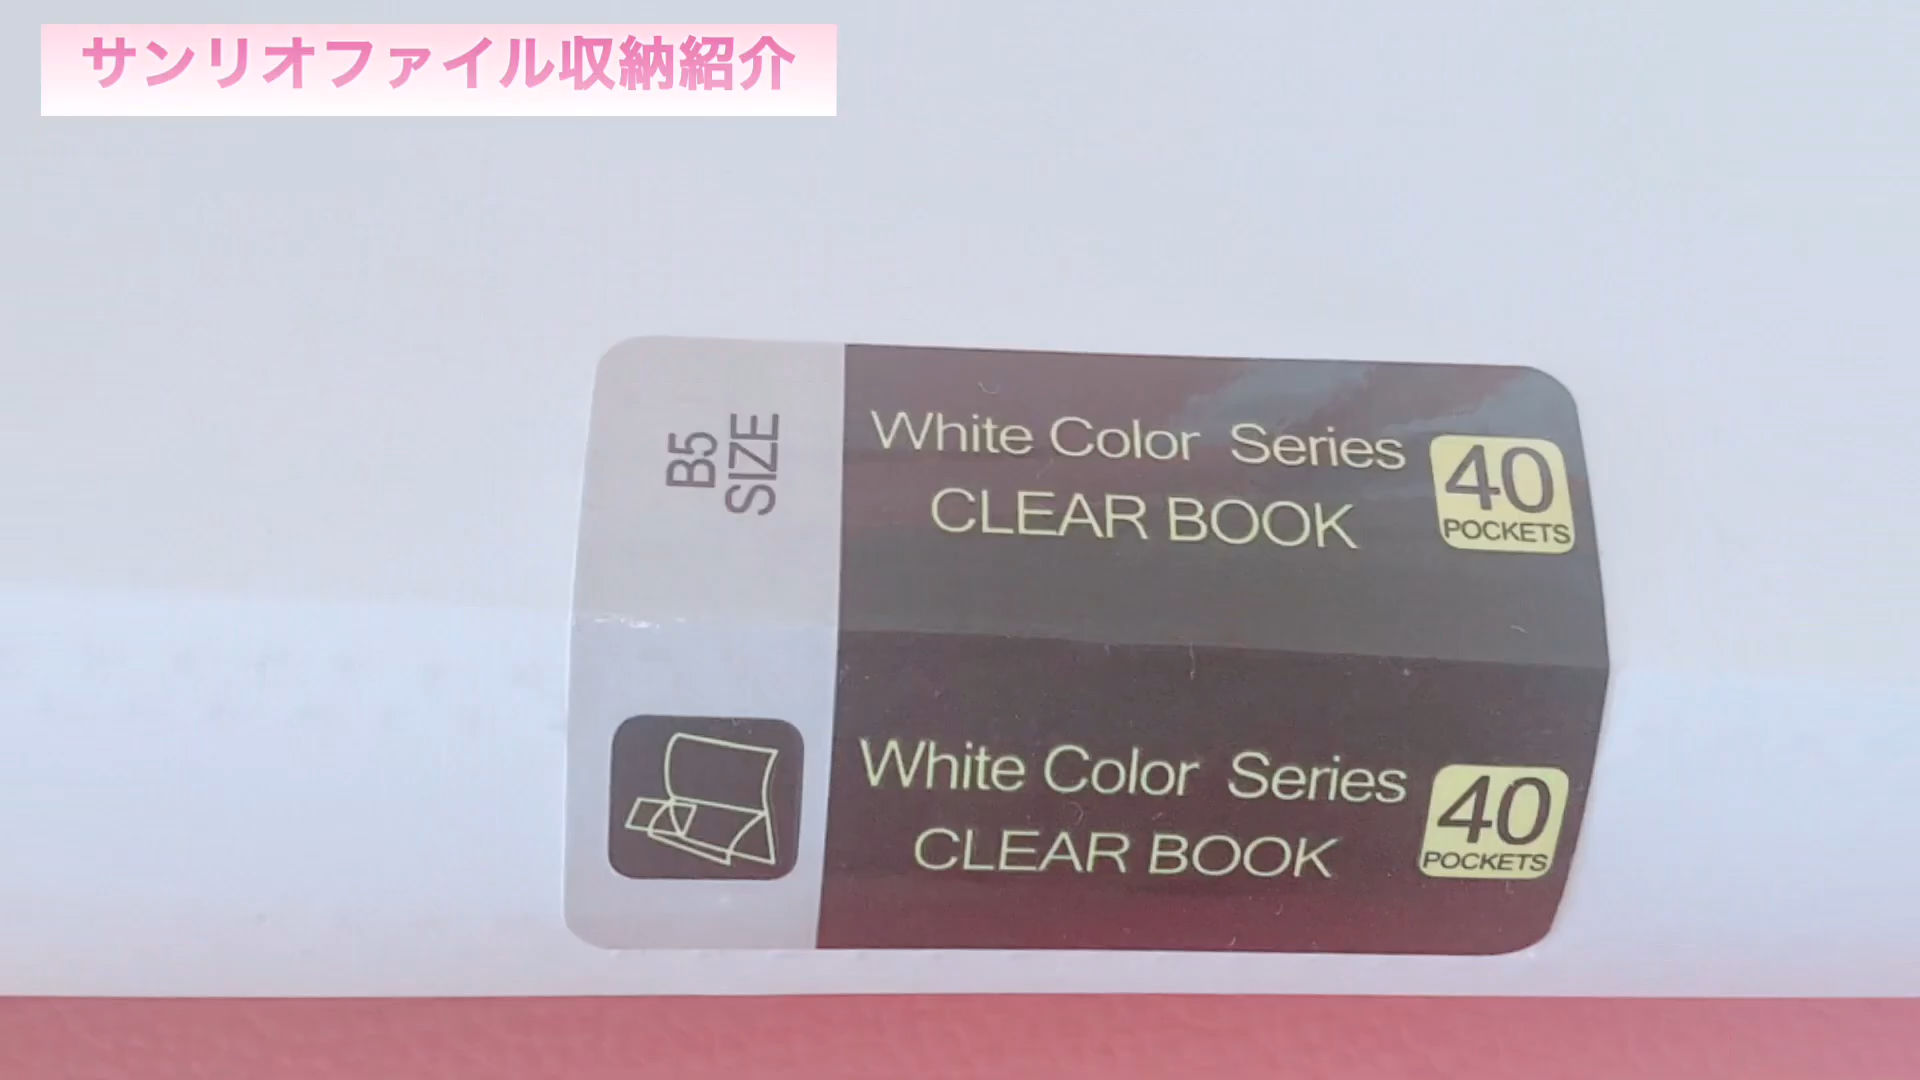 サンリオファイル収納紹介
B5
SIZE
White Color Series
CLEAR BOOK
40
POCKETS
White Color Series
CLEAR BOOK
40
POCKETS